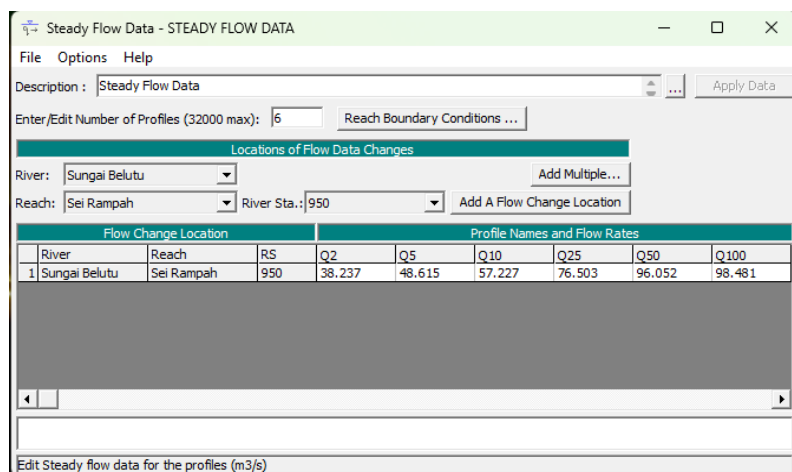 Steady Flow Data - STEADY FLOW DATA
File Options Help
Description : Steady Flow Data ... Apply Data
Enter/Edit Number of Profiles (32000 max): 6 Reach Boundary Conditions ...
Locations of Flow Data Changes
River: Sungai Belutu Add Multiple...
Reach: Sei Rampah River Sta.: 950 Add A Flow Change Location
Flow Change Location Profile Names and Flow Rates
River Reach RS Q2 Q5 Q10 Q25 Q50 Q100
1 Sungai Belutu Sei Rampah 950 38.237 48.615 57.227 76.503 96.052 98.481
Edit Steady flow data for the profiles (m3/s)